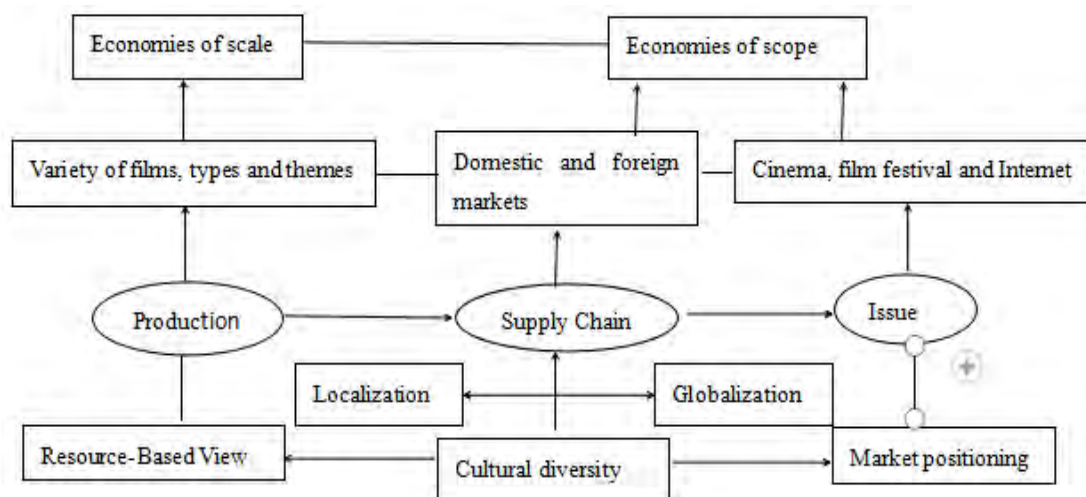 Economies of scale
Economies of scope
Variety of films, types and themes
Domestic and foreign
markets
Cinema, film festival and Internet
Production
Supply Chain
Issue
Localization
Globalization
Resource-Based View
Cultural diversity
Market positioning